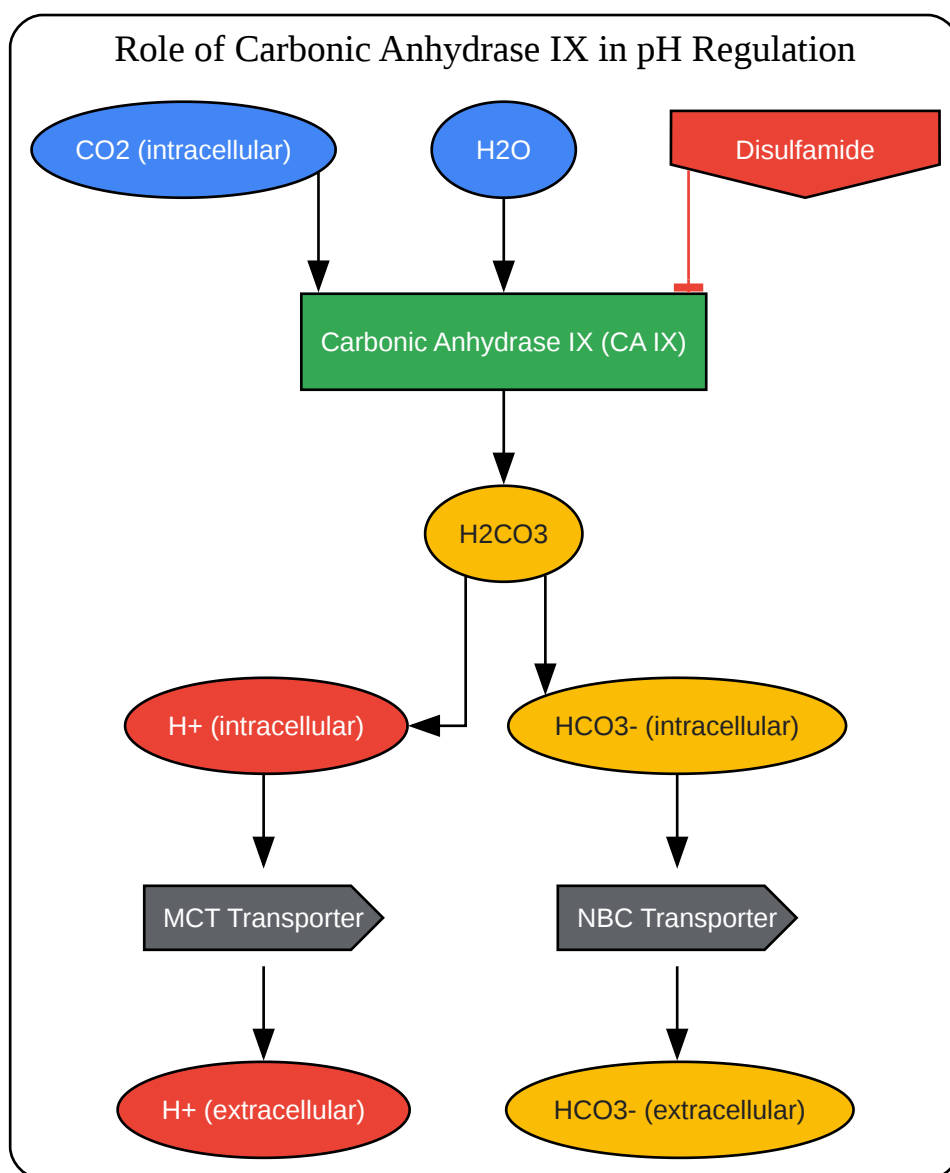 Role of Carbonic Anhydrase IX in pH Regulation
CO2 (intracellular)
H2O
Disulfamide
Carbonic Anhydrase IX (CA IX)
H2CO3
H+ (intracellular)
HCO3- (intracellular)
MCT Transporter
NBC Transporter
H+ (extracellular)
HCO3- (extracellular)